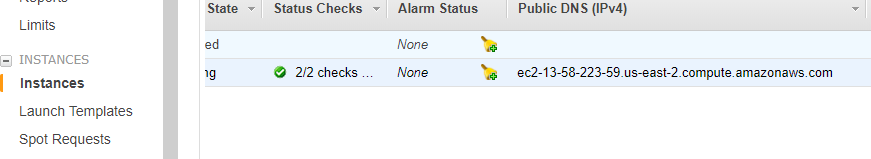 Limits
INSTANCES
Instances
Launch Templates
Spot Requests
State Status Checks Alarm Status Public DNS (IPv4)
ed None
ng 2/2 checks ... None ec2-13-58-223-59.us-east-2.compute.amazonaws.com